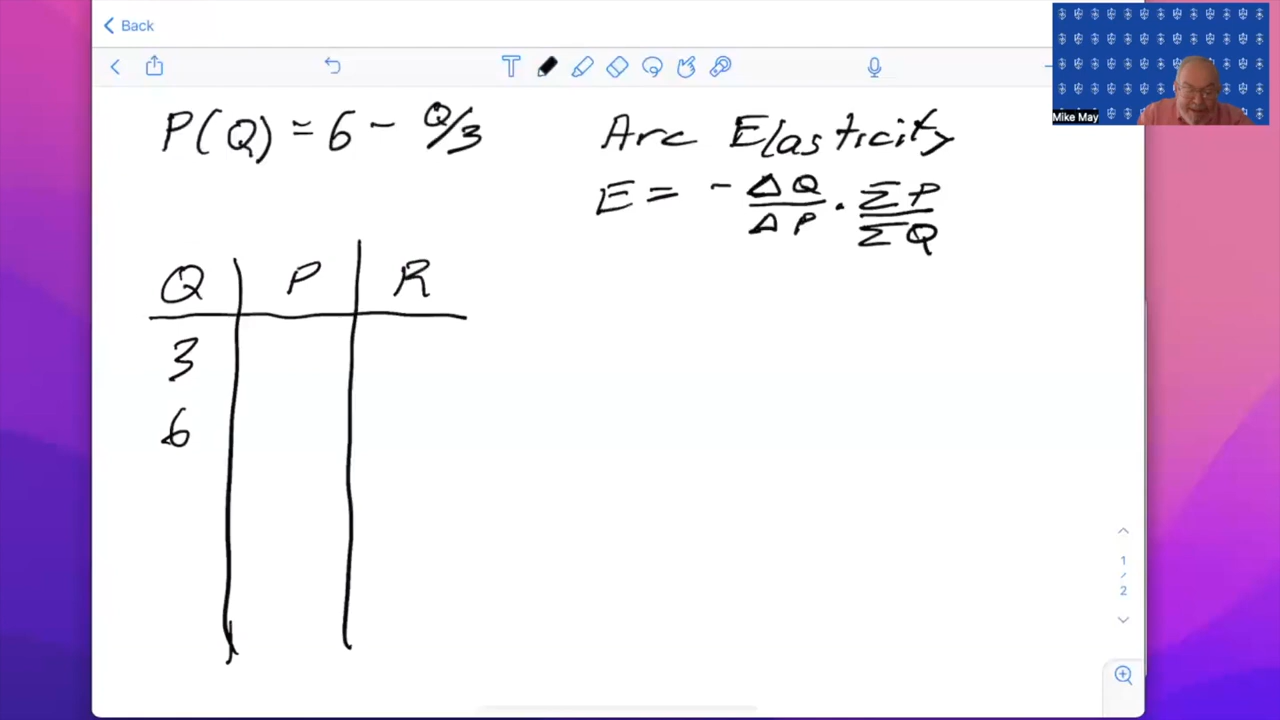 Back
Mike May
P(Q) = 6 - Q/3
Arc Elasticity
E = - ΔQ/ΔP · ΣP/ΣQ
Q P R
3
6
1
/
2